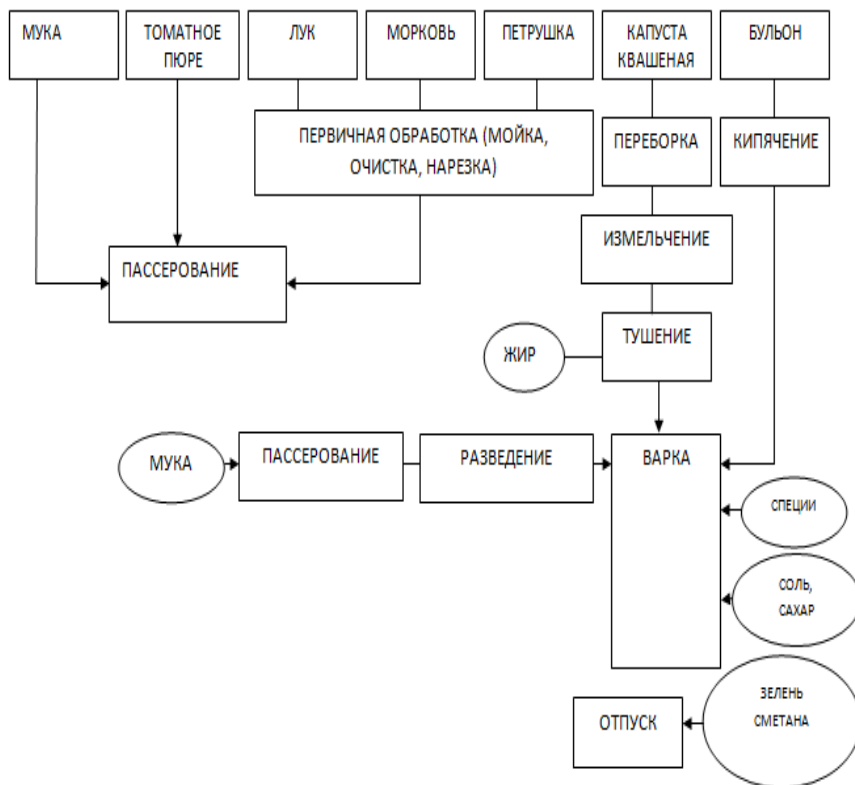 МУКА
ТОМАТНОЕ
ПЮРЕ
ЛУК
МОРКОВЬ
ПЕТРУШКА
КАПУСТА
КВАШЕНАЯ
БУЛЬОН
ПЕРВИЧНАЯ ОБРАБОТКА (МОЙКА,
ОЧИСТКА, НАРЕЗКА)
ПЕРЕБОРКА
КИПЯЧЕНИЕ
ИЗМЕЛЬЧЕНИЕ
ПАССЕРОВАНИЕ
ЖИР
ТУШЕНИЕ
МУКА
ПАССЕРОВАНИЕ
РАЗВЕДЕНИЕ
ВАРКА
СПЕЦИИ
СОЛЬ,
САХАР
ЗЕЛЕНЬ
СМЕТАНА
ОТПУСК